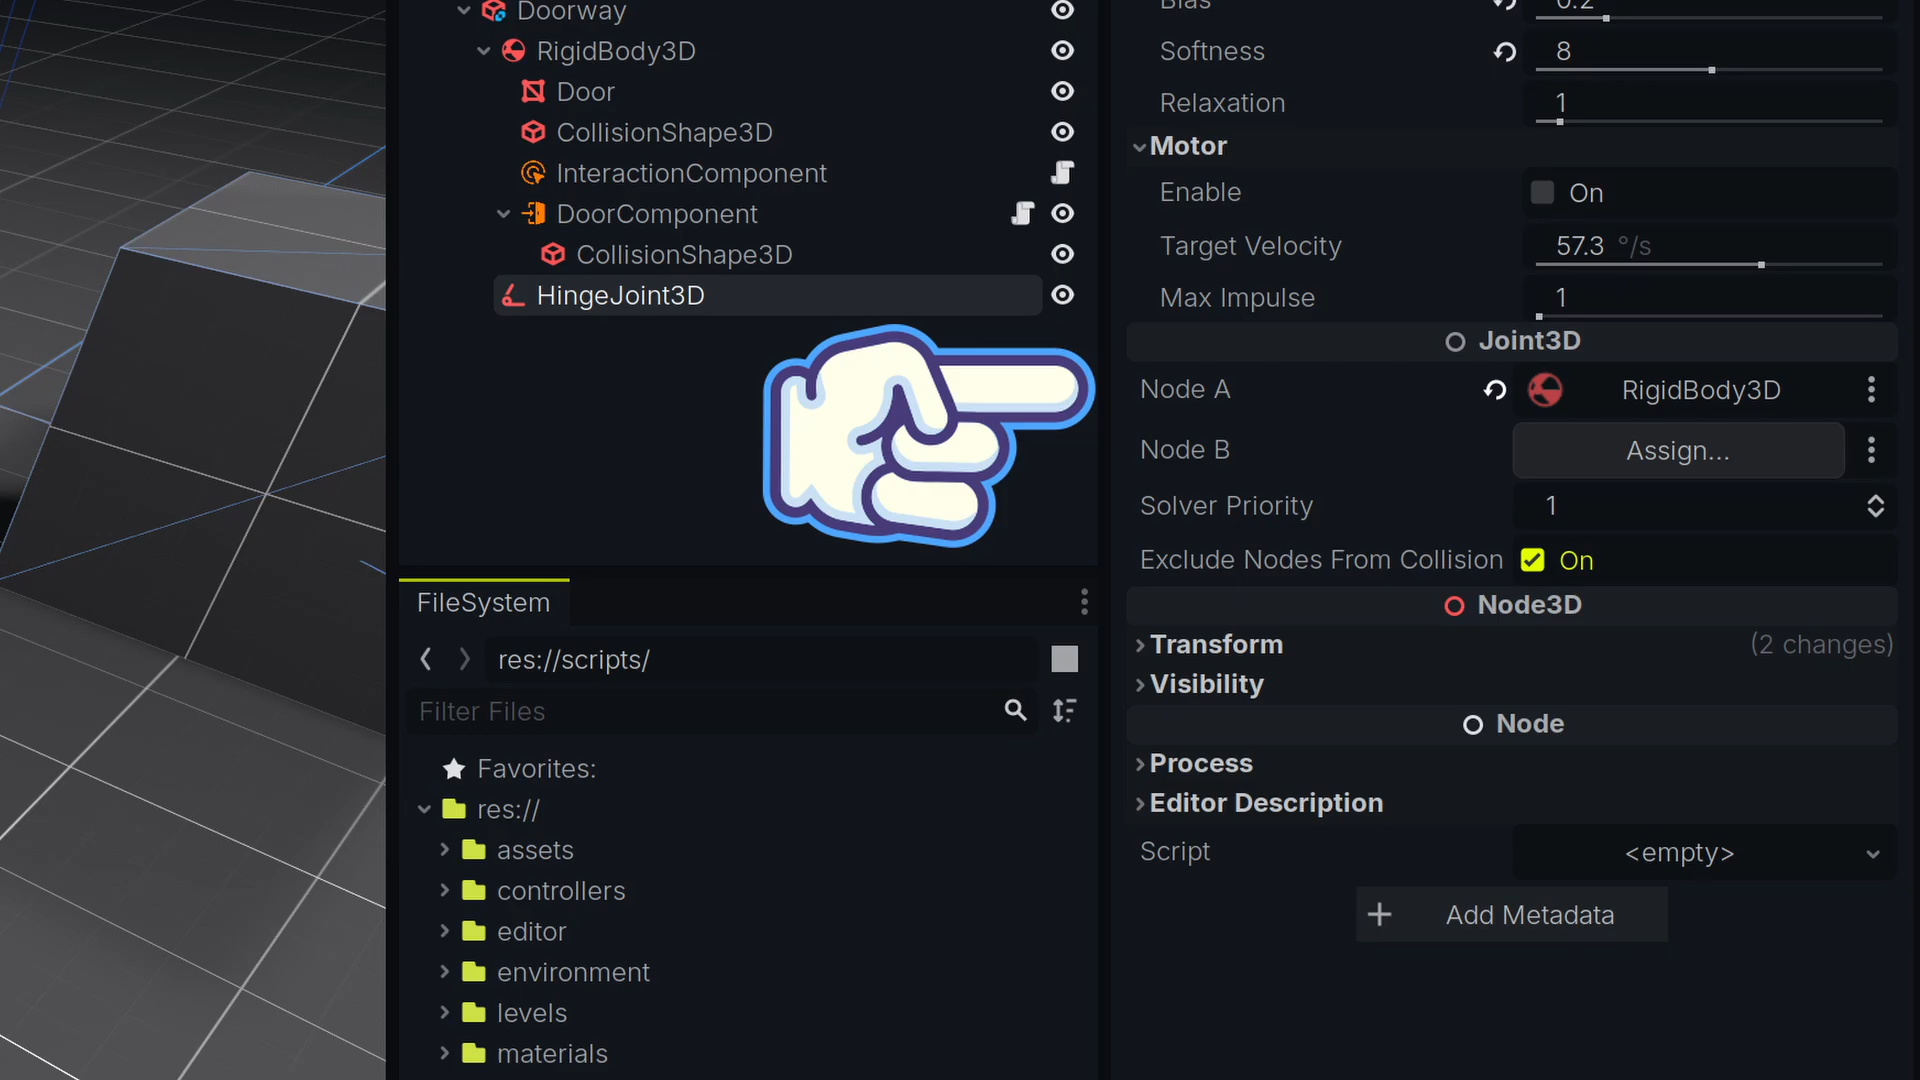 Doorway
RigidBody3D
Door
CollisionShape3D
InteractionComponent
DoorComponent
CollisionShape3D
HingeJoint3D
FileSystem
res://scripts/
Filter Files
Favorites:
res://
assets
controllers
editor
environment
levels
materials
Bias 0.2
Softness 8
Relaxation 1
Motor
Enable On
Target Velocity 57.3 °/s
Max Impulse 1
Joint3D
Node A RigidBody3D
Node B Assign...
Solver Priority 1
Exclude Nodes From Collision On
Node3D
Transform (2 changes)
Visibility
Node
Process
Editor Description
Script <empty>
Add Metadata